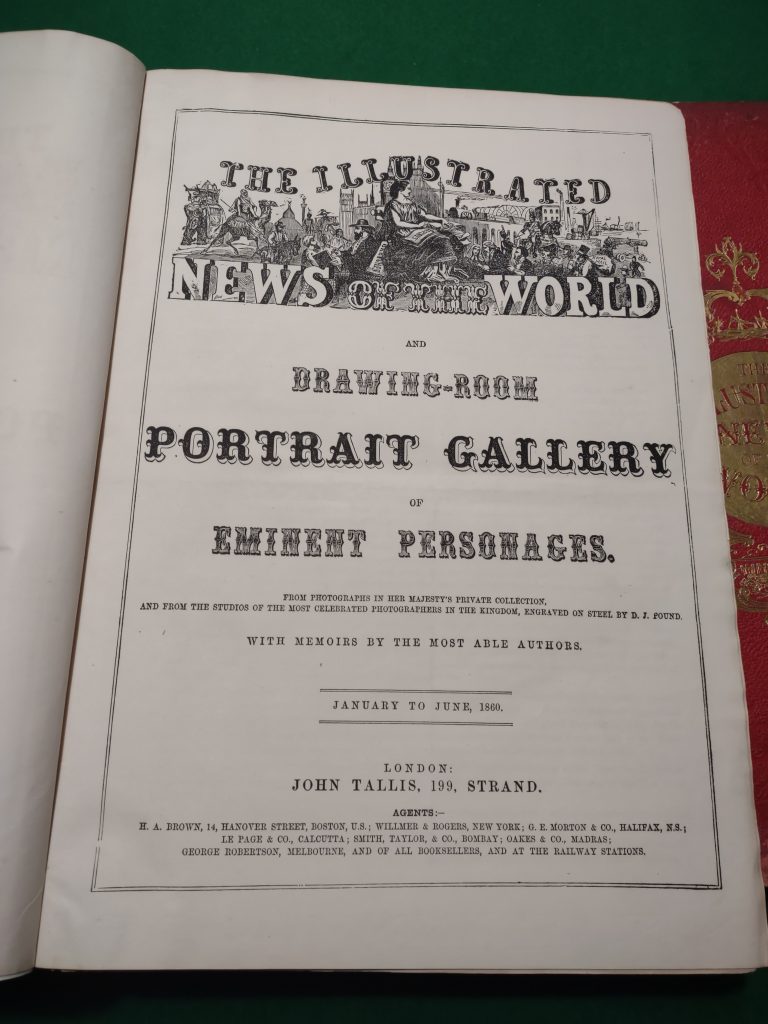 THE ILLUSTRATED
NEWS OF THE WORLD
AND
DRAWING-ROOM
PORTRAIT GALLERY
OF
EMINENT PERSONAGES.
FROM PHOTOGRAPHS IN HER MAJESTY'S PRIVATE COLLECTION,
AND FROM THE STUDIOS OF THE MOST CELEBRATED PHOTOGRAPHERS IN THE KINGDOM, ENGRAVED ON STEEL BY D. J. POUND.
WITH MEMOIRS BY THE MOST ABLE AUTHORS.
JANUARY TO JUNE, 1860.
LONDON:
JOHN TALLIS, 199, STRAND.
AGENTS:—
H. A. BROWN, 14, HANOVER STREET, BOSTON, U.S.; WILLMER & ROGERS, NEW YORK; G. E. MORTON & CO., HALIFAX, N.S.;
LE PAGE & CO., CALCUTTA; SMITH, TAYLOR, & CO., BOMBAY; OAKES & CO., MADRAS;
GEORGE ROBERTSON, MELBOURNE, AND OF ALL BOOKSELLERS, AND AT THE RAILWAY STATIONS.
THE